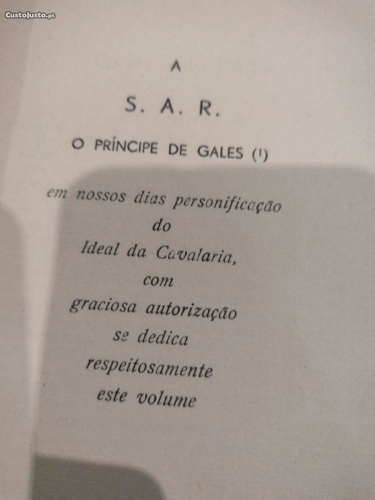 CustoJusto.pt
A
S. A. R.
O PRÍNCIPE DE GALES (¹)
em nossos dias personificação
do
Ideal da Cavalaria,
com
graciosa autorização
se dedica
respeitosamente
este volume